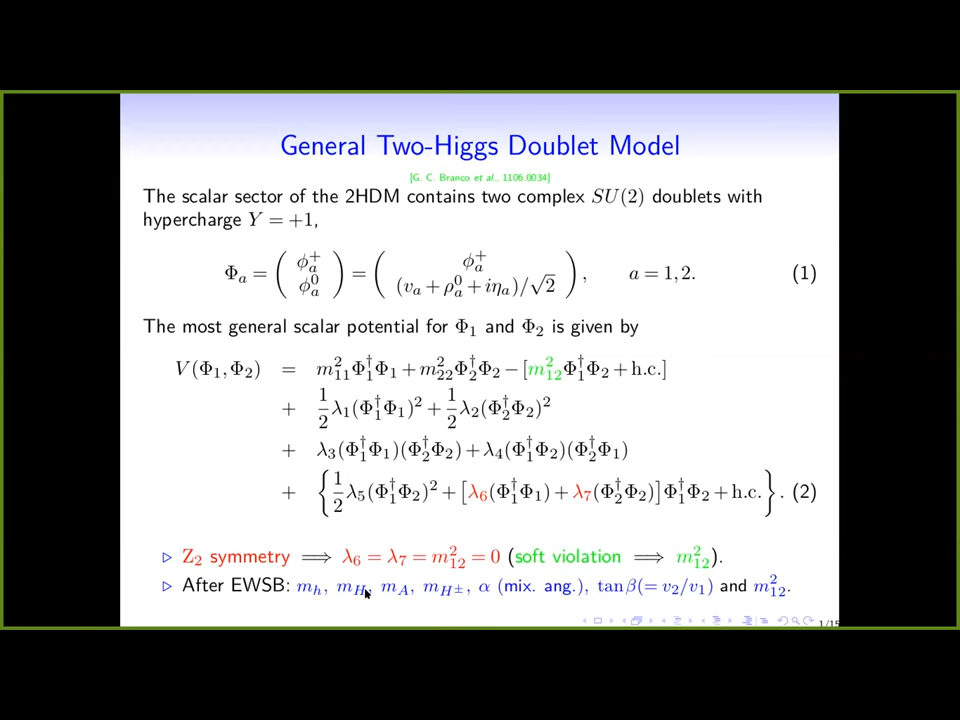 General Two-Higgs Doublet Model
[G. C. Branco et al., 1106.0034]
The scalar sector of the 2HDM contains two complex SU(2) doublets with
hypercharge Y = +1,
Φ_a = ( ϕ_a^+ ϕ_a^0 ) = ( ϕ_a^+ (v_a + ρ_a^0 + iη_a)/√2 ), a = 1, 2. (1)
The most general scalar potential for Φ_1 and Φ_2 is given by
V(Φ_1, Φ_2) = m_11^2 Φ_1^† Φ_1 + m_22^2 Φ_2^† Φ_2 − [m_12^2 Φ_1^† Φ_2 + h.c.]
+ 1/2 λ_1(Φ_1^† Φ_1)^2 + 1/2 λ_2(Φ_2^† Φ_2)^2
+ λ_3(Φ_1^† Φ_1)(Φ_2^† Φ_2) + λ_4(Φ_1^† Φ_2)(Φ_2^† Φ_1)
+ { 1/2 λ_5(Φ_1^† Φ_2)^2 + [λ_6(Φ_1^† Φ_1) + λ_7(Φ_2^† Φ_2)]Φ_1^† Φ_2 + h.c. }. (2)
▷ Z_2 symmetry ⟹ λ_6 = λ_7 = m_12^2 = 0 (soft violation ⟹ m_12^2).
▷ After EWSB: m_h, m_H, m_A, m_H^±, α (mix. ang.), tan β(= v_2/v_1) and m_12^2.
1/15